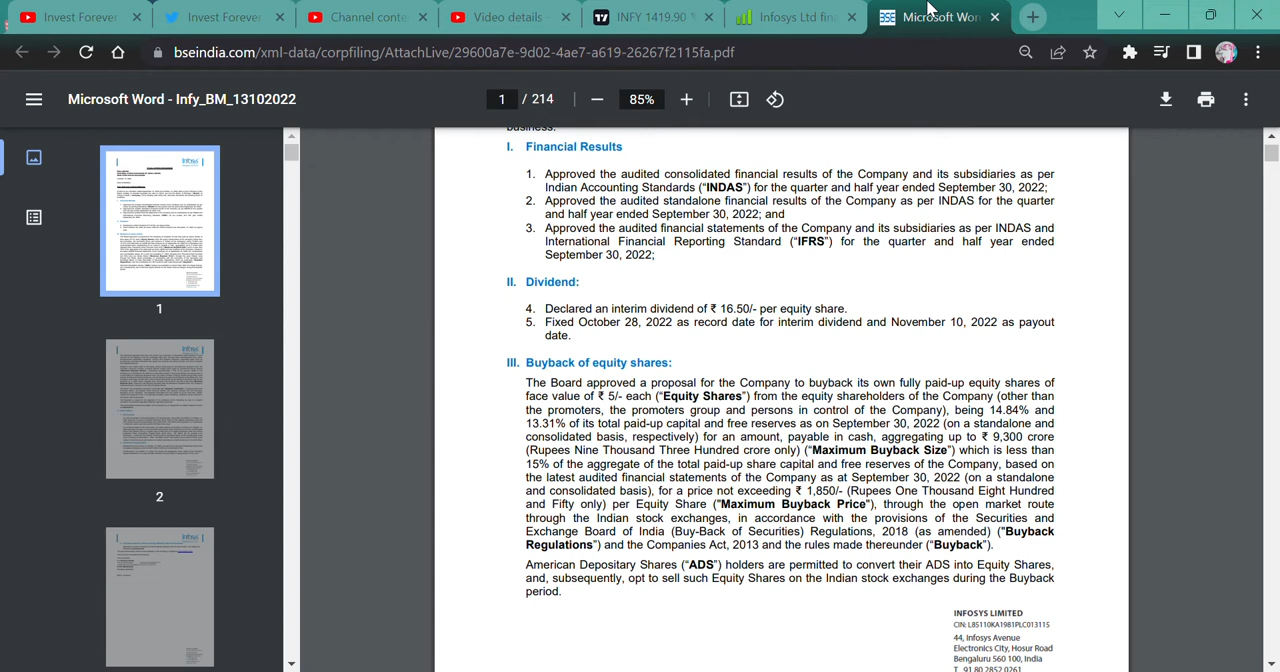 Invest Forever
Invest Forever
Channel conte
Video details -
INFY 1419.90
Infosys Ltd fina
Microsoft Wor
bseindia.com/xml-data/corpfiling/AttachLive/29600a7e-9d02-4ae7-a619-26267f2115fa.pdf
Microsoft Word - Infy_BM_13102022
1 / 214
85%
business.
I. Financial Results
1. Approved the audited consolidated financial results of the Company and its subsidiaries as per
Indian Accounting Standards (“INDAS”) for the quarter and half year ended September 30, 2022;
2. Approved the audited standalone financial results of the Company as per INDAS for the quarter
and half year ended September 30, 2022; and
3. Approved the audited financial statements of the Company and its subsidiaries as per INDAS and
International Financial Reporting Standard (“IFRS”) for the quarter and half year ended
September 30, 2022;
II. Dividend:
4. Declared an interim dividend of ₹ 16.50/- per equity share.
5. Fixed October 28, 2022 as record date for interim dividend and November 10, 2022 as payout
date.
III. Buyback of equity shares:
The Board approved a proposal for the Company to buyback its own fully paid-up equity shares of
face value of ₹ 5/- each (“Equity Shares”) from the equity shareholders of the Company (other than
the promoters, the promoters group and persons in control of the Company), being 14.84% and
13.31% of its total paid-up capital and free reserves as on September 30, 2022 (on a standalone and
consolidated basis, respectively) for an amount, payable in cash, aggregating up to ₹ 9,300 crore
(Rupees Nine Thousand Three Hundred crore only) (“Maximum Buyback Size”) which is less than
15% of the aggregate of the total paid-up share capital and free reserves of the Company, based on
the latest audited financial statements of the Company as at September 30, 2022 (on a standalone
and consolidated basis), for a price not exceeding ₹ 1,850/- (Rupees One Thousand Eight Hundred
and Fifty only) per Equity Share ("Maximum Buyback Price"), through the open market route
through the Indian stock exchanges, in accordance with the provisions of the Securities and
Exchange Board of India (Buy-Back of Securities) Regulations, 2018 (as amended) ("Buyback
Regulations") and the Companies Act, 2013 and the rules made thereunder (“Buyback”).
American Depositary Shares (“ADS”) holders are permitted to convert their ADS into Equity Shares,
and, subsequently, opt to sell such Equity Shares on the Indian stock exchanges during the Buyback
period.
INFOSYS LIMITED
CIN: L85110KA1981PLC013115
44, Infosys Avenue
Electronics City, Hosur Road
Bengaluru 560 100, India
T 91 80 2852 0261
1
2